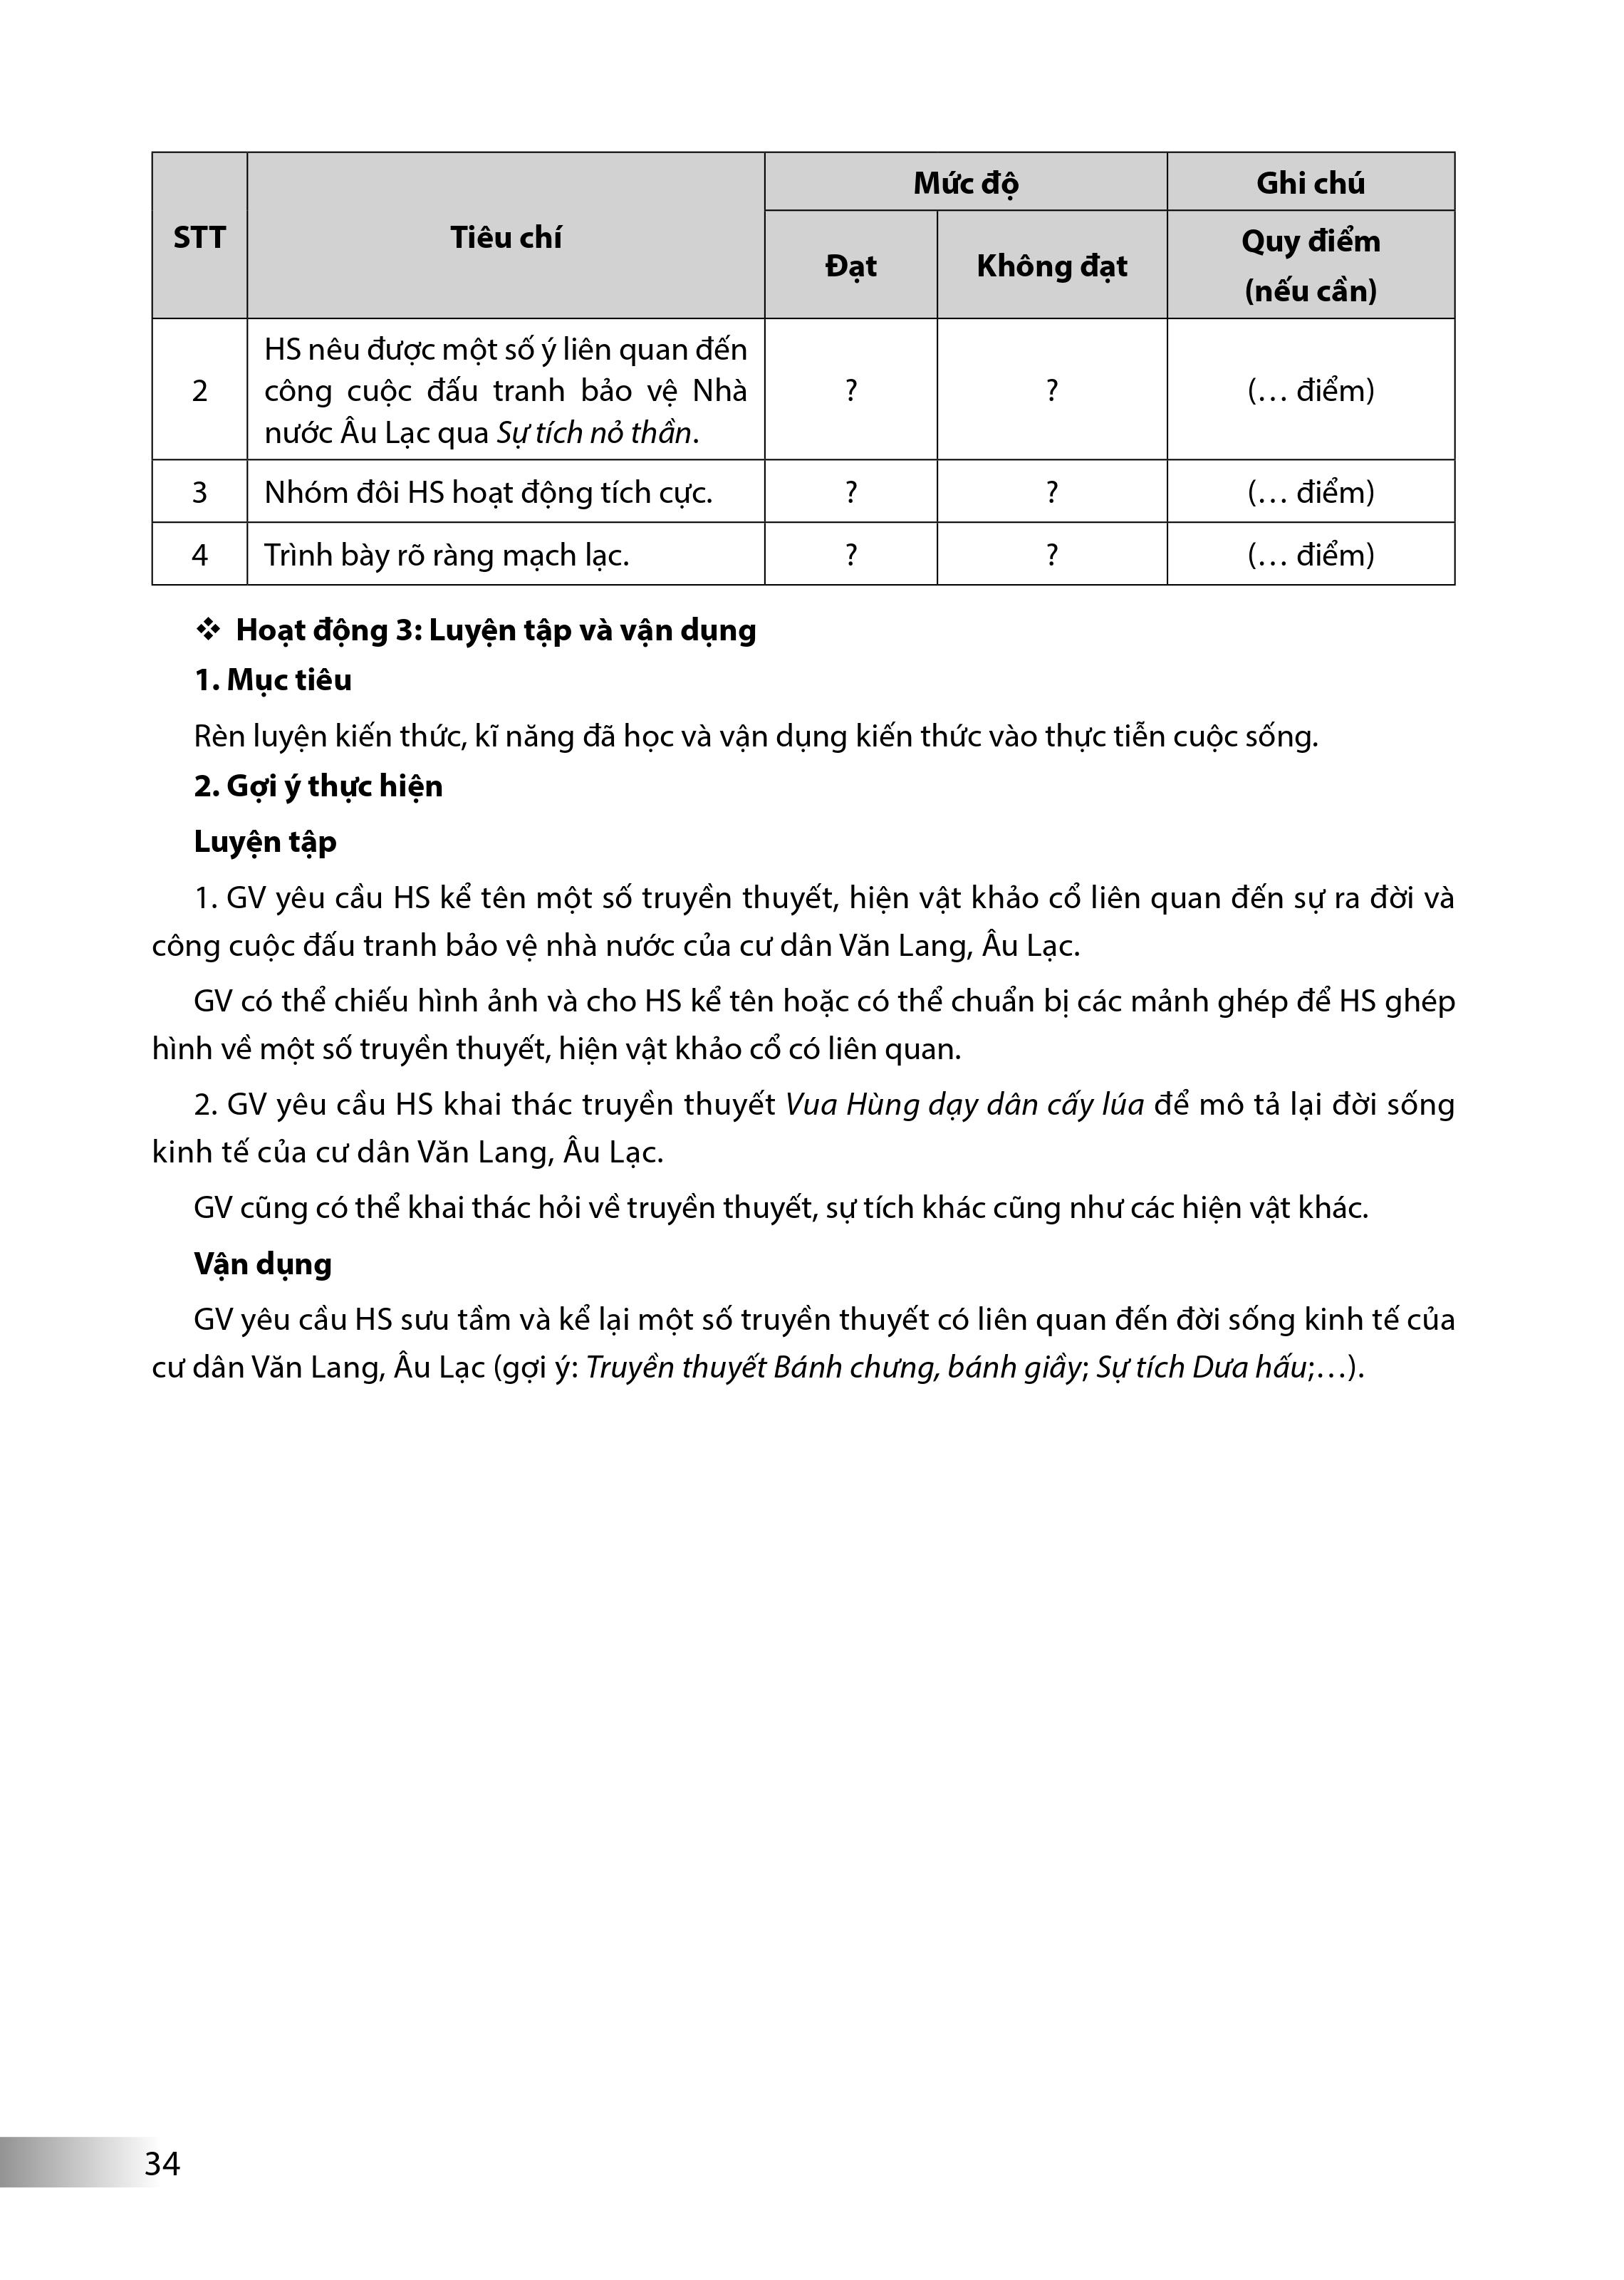 STT
Tiêu chí
Mức độ
Ghi chú
Đạt
Không đạt
Quy điểm
(nếu cần)
2
HS nêu được một số ý liên quan đến
công cuộc đấu tranh bảo vệ Nhà
nước Âu Lạc qua Sự tích nỏ thần.
?
?
(… điểm)
3
Nhóm đôi HS hoạt động tích cực.
?
?
(… điểm)
4
Trình bày rõ ràng mạch lạc.
?
?
(… điểm)
❖ Hoạt động 3: Luyện tập và vận dụng
1. Mục tiêu
Rèn luyện kiến thức, kĩ năng đã học và vận dụng kiến thức vào thực tiễn cuộc sống.
2. Gợi ý thực hiện
Luyện tập
1. GV yêu cầu HS kể tên một số truyền thuyết, hiện vật khảo cổ liên quan đến sự ra đời và
công cuộc đấu tranh bảo vệ nhà nước của cư dân Văn Lang, Âu Lạc.
GV có thể chiếu hình ảnh và cho HS kể tên hoặc có thể chuẩn bị các mảnh ghép để HS ghép
hình về một số truyền thuyết, hiện vật khảo cổ có liên quan.
2. GV yêu cầu HS khai thác truyền thuyết Vua Hùng dạy dân cấy lúa để mô tả lại đời sống
kinh tế của cư dân Văn Lang, Âu Lạc.
GV cũng có thể khai thác hỏi về truyền thuyết, sự tích khác cũng như các hiện vật khác.
Vận dụng
GV yêu cầu HS sưu tầm và kể lại một số truyền thuyết có liên quan đến đời sống kinh tế của
cư dân Văn Lang, Âu Lạc (gợi ý: Truyền thuyết Bánh chưng, bánh giầy; Sự tích Dưa hấu;…).
34